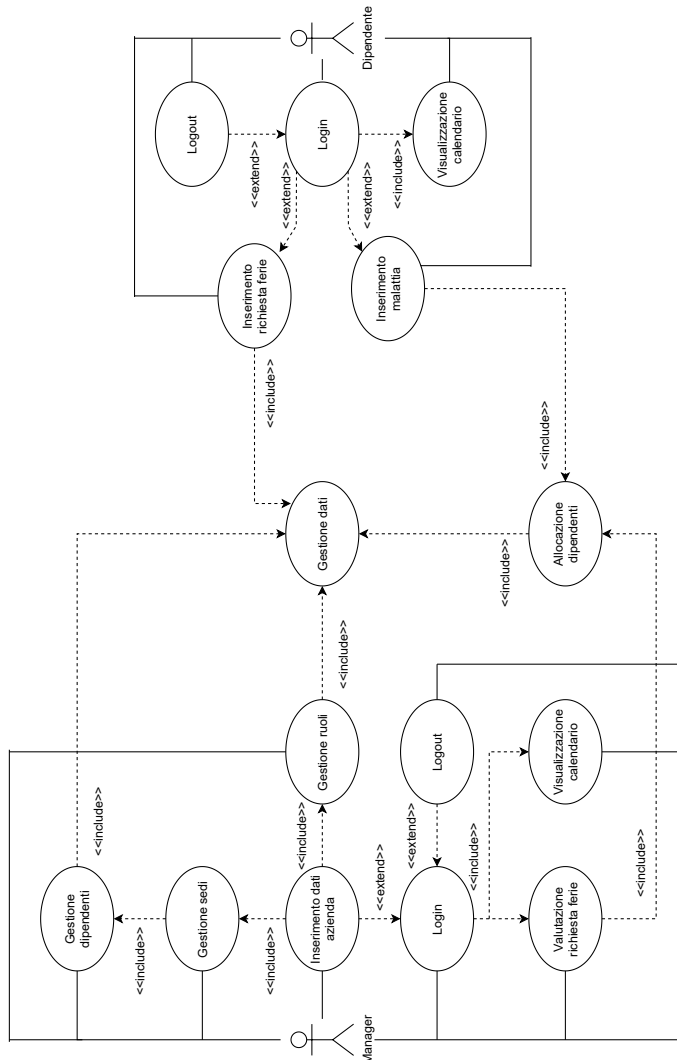 Logout
<<extend>>
<<extend>>
Login
Dipendente
<<extend>>
<<include>>
Visualizzazione
calendario
Inserimento
richiesta ferie
<<include>>
Inserimento
malattia
<<include>>
Gestione dati
<<include>>
Allocazione
dipendenti
<<include>>
Gestione ruoli
<<include>>
Logout
<<extend>>
Visualizzazione
calendario
<<include>>
Gestione
dipendenti
<<include>>
Gestione sedi
<<include>>
<<include>>
Inserimento dati
azienda
<<extend>>
Login
<<include>>
Valutazione
richiesta ferie
<<include>>
Manager